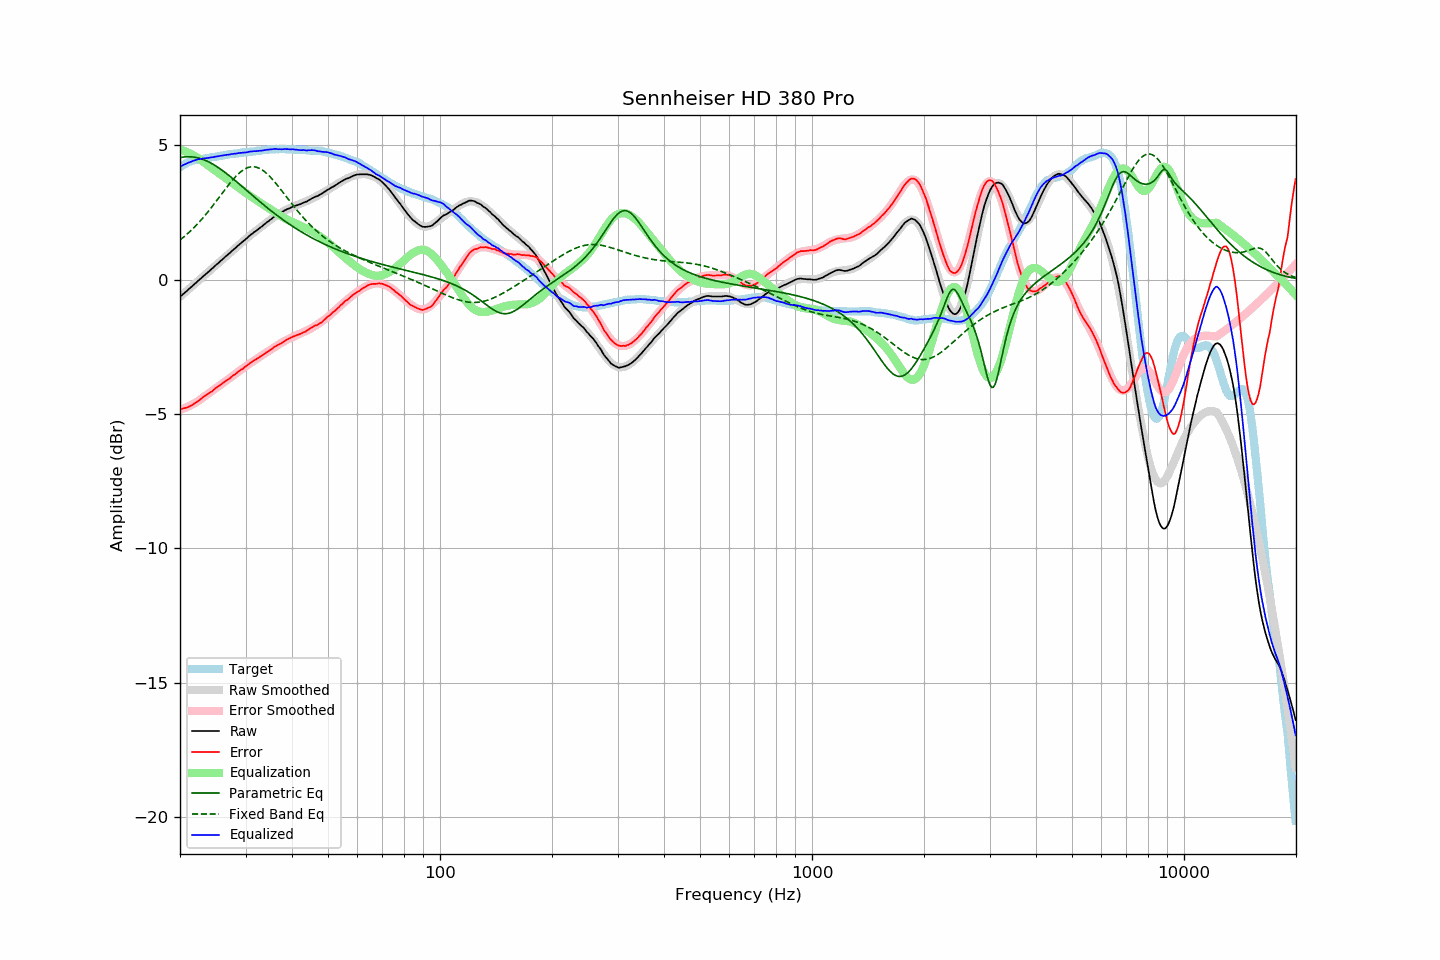 Sennheiser HD 380 Pro
Amplitude (dBr)
5
0
−5
−10
−15
−20
Target
Raw Smoothed
Error Smoothed
Raw
Error
Equalization
Parametric Eq
Fixed Band Eq
Equalized
100
1000
10000
Frequency (Hz)